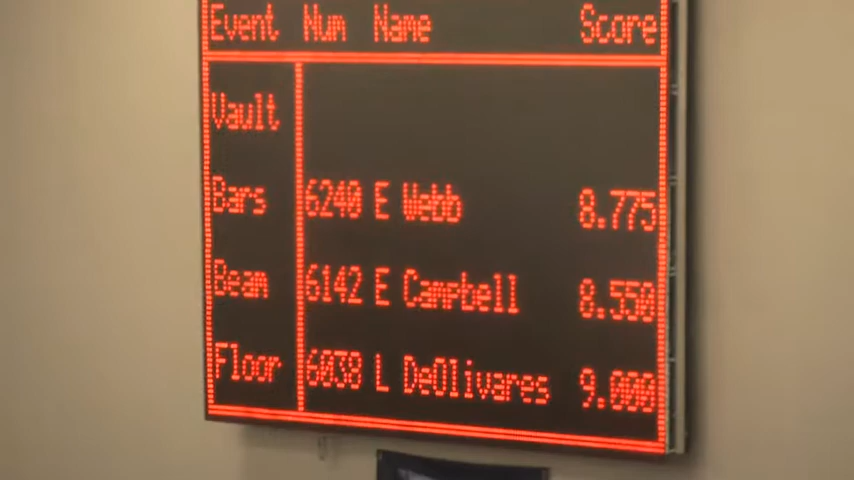 Event Num Name Score
Vault
Bars 6240 E Webb 8.775
Beam 6142 E Campbell 8.550
Floor 6038 L DeOlivares 9.000